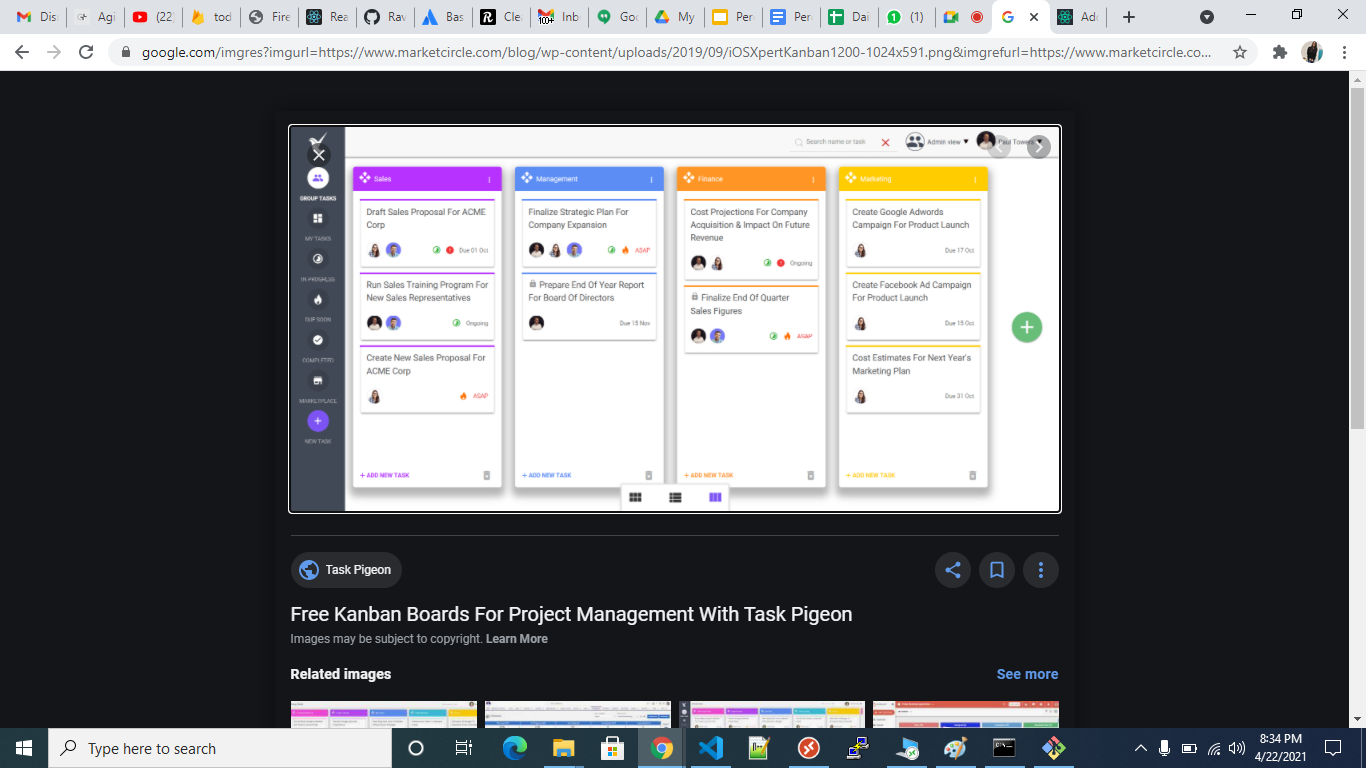 Dis
Agi
(22
tod
Fire
Rea
Rav
Bas
Cle
Inb
Goo
My
Per
Per
Dai
(1)
Ad
google.com/imgres?imgurl=https://www.marketcircle.com/blog/wp-content/uploads/2019/09/iOSXpertKanban1200-1024x591.png&imgrefurl=https://www.marketcircle.co...
Search name or task
Admin view
Paul Towers
GROUP TASKS
MY TASKS
IN PROGRESS
DUE SOON
COMPLETED
MARKETPLACE
NEW TASK
Sales
Draft Sales Proposal For ACME
Corp
Due 01 Oct
Run Sales Training Program For
New Sales Representatives
Ongoing
Create New Sales Proposal For
ACME Corp
ASAP
+ ADD NEW TASK
Management
Finalize Strategic Plan For
Company Expansion
ASAP
Prepare End Of Year Report
For Board Of Directors
Due 15 Nov
+ ADD NEW TASK
Finance
Cost Projections For Company
Acquisition & Impact On Future
Revenue
Ongoing
Finalize End Of Quarter
Sales Figures
ASAP
+ ADD NEW TASK
Marketing
Create Google Adwords
Campaign For Product Launch
Due 17 Oct
Create Facebook Ad Campaign
For Product Launch
Due 15 Oct
Cost Estimates For Next Year's
Marketing Plan
Due 31 Oct
+ ADD NEW TASK
Task Pigeon
Free Kanban Boards For Project Management With Task Pigeon
Images may be subject to copyright. Learn More
Related images
See more
Type here to search
8:34 PM
4/22/2021